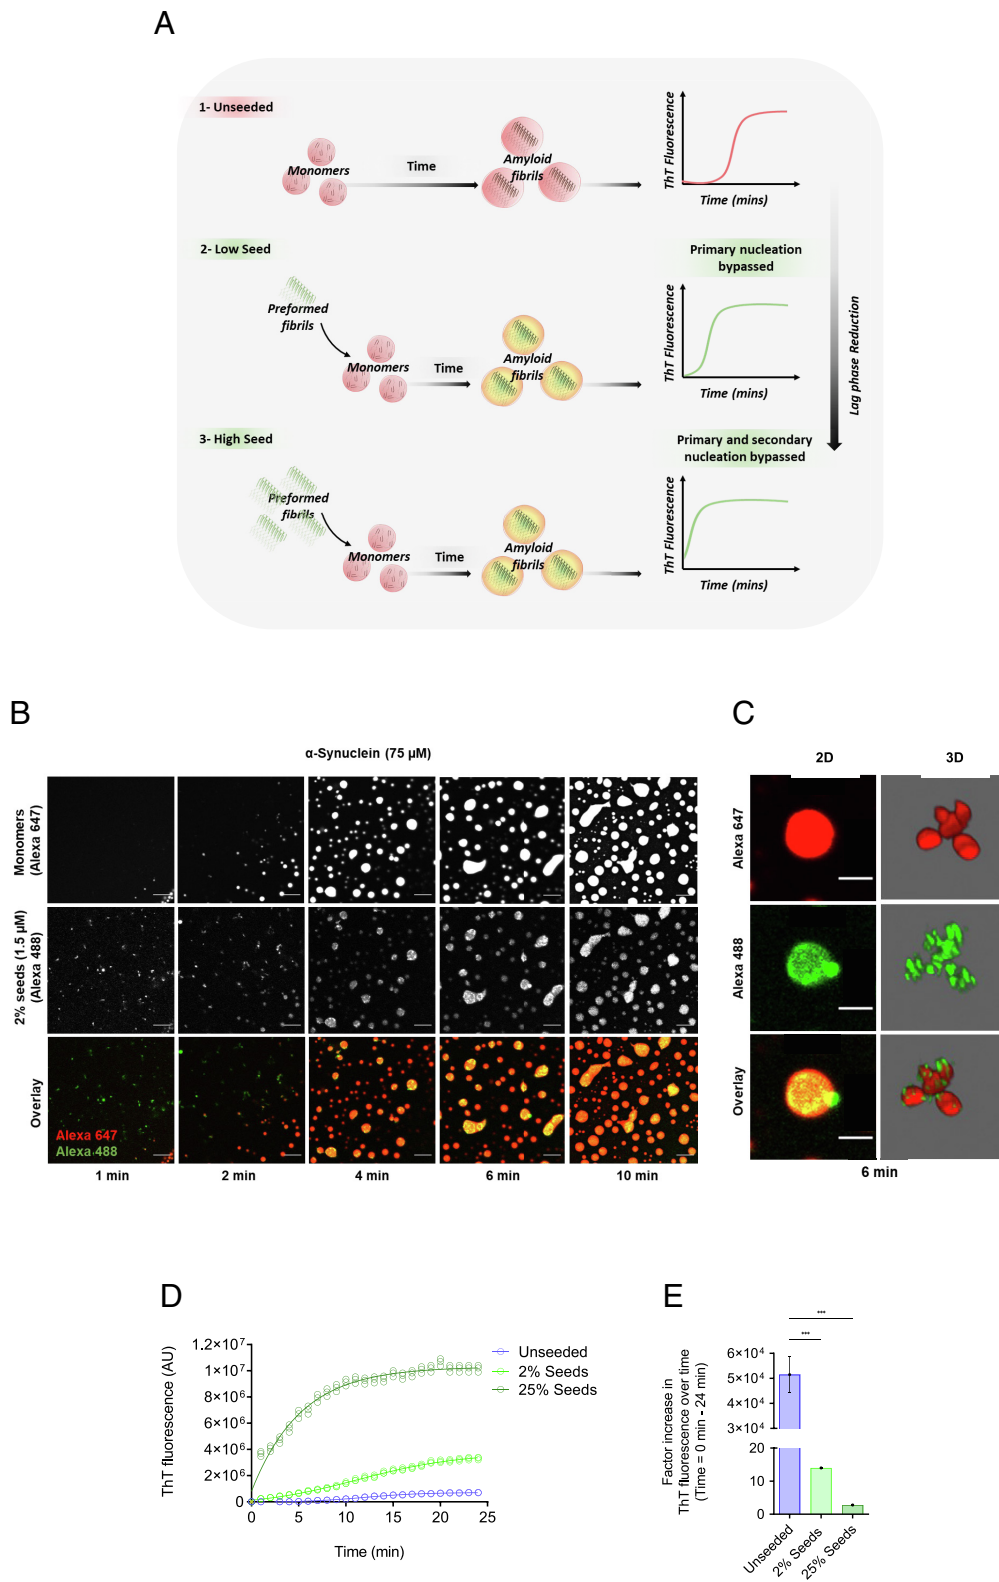 A
1- Unseeded
Monomers
Time
Amyloid
fibrils
ThT Fluorescence
Time (mins)
2- Low Seed
Preformed
fibrils
Monomers
Time
Amyloid
fibrils
Primary nucleation
bypassed
ThT Fluorescence
Time (mins)
Lag phase Reduction
3- High Seed
Preformed
fibrils
Monomers
Time
Amyloid
fibrils
Primary and secondary
nucleation bypassed
ThT Fluorescence
Time (mins)
B
α-Synuclein (75 µM)
Monomers
(Alexa 647)
2% seeds (1.5 µM)
(Alexa 488)
Overlay
Alexa 647
Alexa 488
1 min
2 min
4 min
6 min
10 min
C
2D
3D
Alexa 647
Alexa 488
Overlay
6 min
D
ThT fluorescence (AU)
1.2×10⁷
1.0×10⁷
8.0×10⁶
6.0×10⁶
4.0×10⁶
2.0×10⁶
0
0
5
10
15
20
25
Time (min)
Unseeded
2% Seeds
25% Seeds
E
Factor increase in
ThT fluorescence over time
(Time = 0 min - 24 min)
6×10⁴
5×10⁴
4×10⁴
3×10⁴
20
10
0
***
***
Unseeded
2% Seeds
25% Seeds